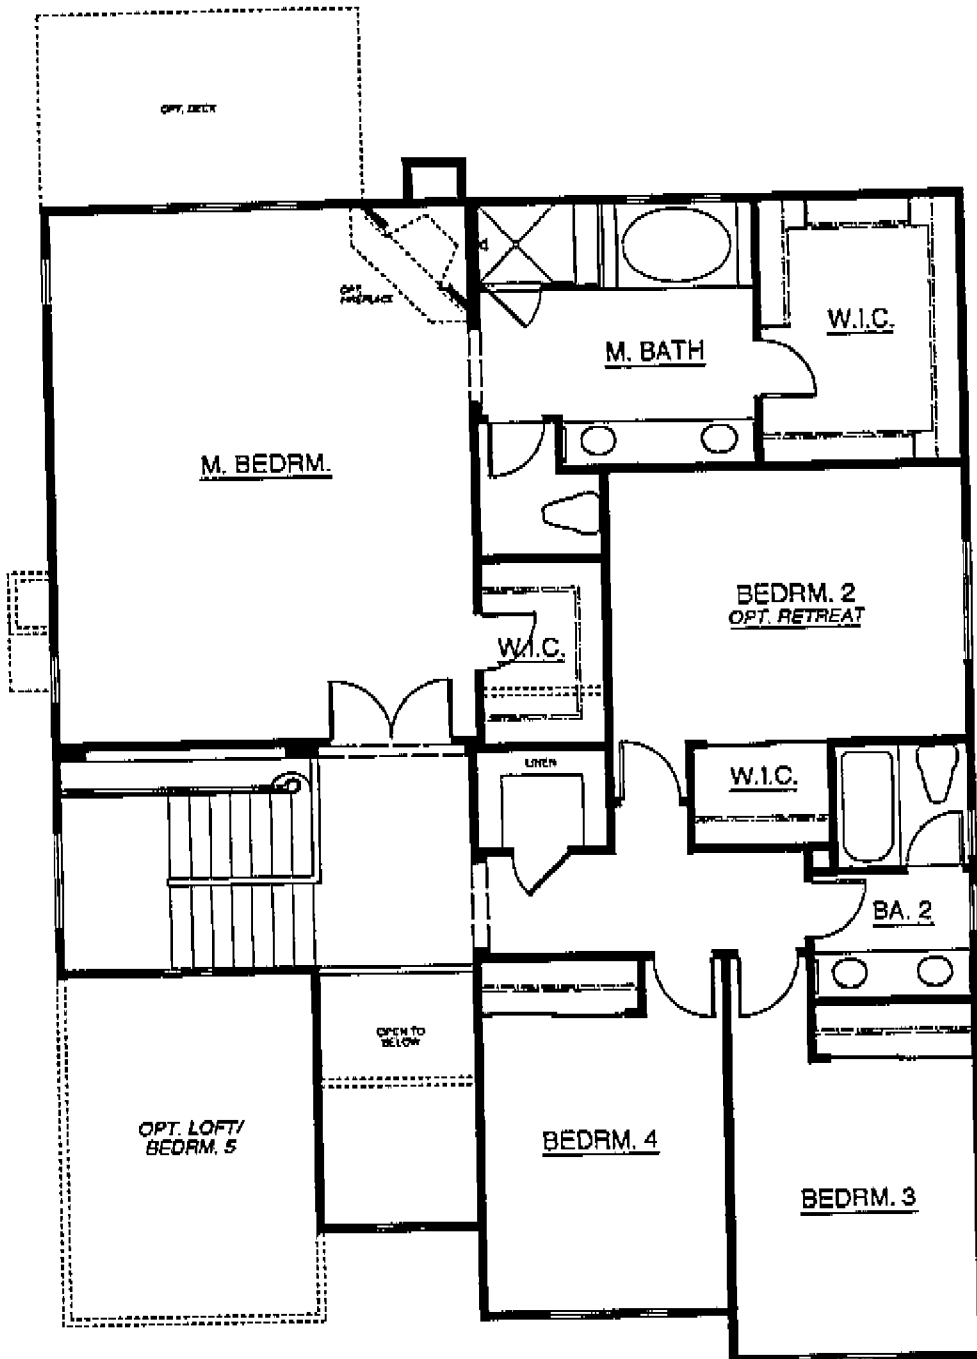 OPT. DECK
OPT.
FIREPLACE
W.I.C.
M. BATH
M. BEDRM.
BEDRM. 2
OPT. RETREAT
W.I.C.
LINEN
W.I.C.
BA. 2
OPEN TO
BELOW
OPT. LOFT/
BEDRM. 5
BEDRM. 4
BEDRM. 3